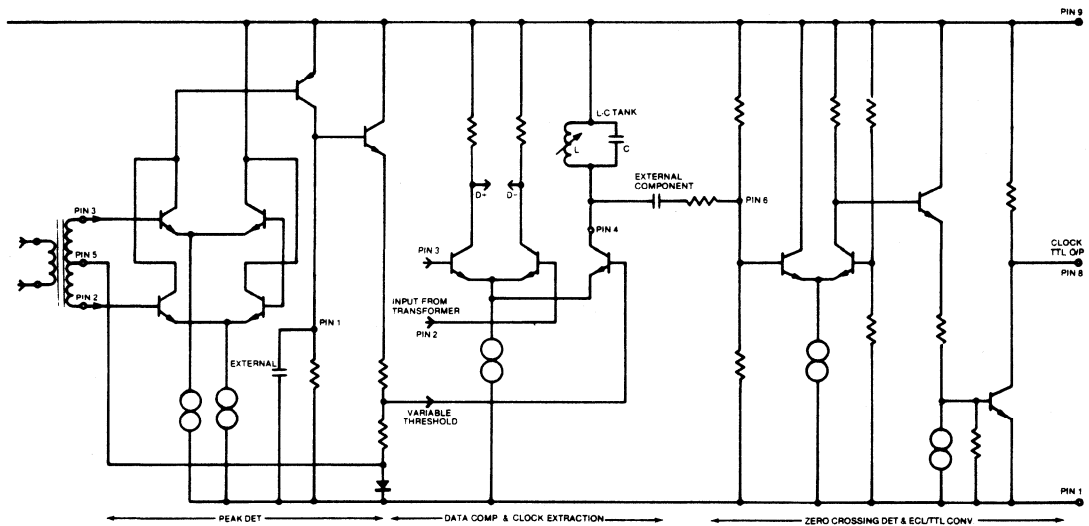 PIN 9
L-C TANK
L
C
PIN 3
EXTERNAL
COMPONENT
D+
D-
PIN 6
PIN 5
PIN 3
PIN 4
CLOCK
TTL O/P
PIN 8
PIN 2
INPUT FROM
TRANSFORMER
PIN 2
PIN 1
EXTERNAL
VARIABLE
THRESHOLD
PIN 1
PEAK DET
DATA COMP & CLOCK EXTRACTION
ZERO CROSSING DET & ECL/TTL CONV